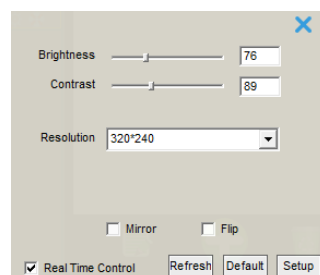 Brightness 76
Contrast 89
Resolution 320*240
Mirror Flip
Real Time Control Refresh Default Setup